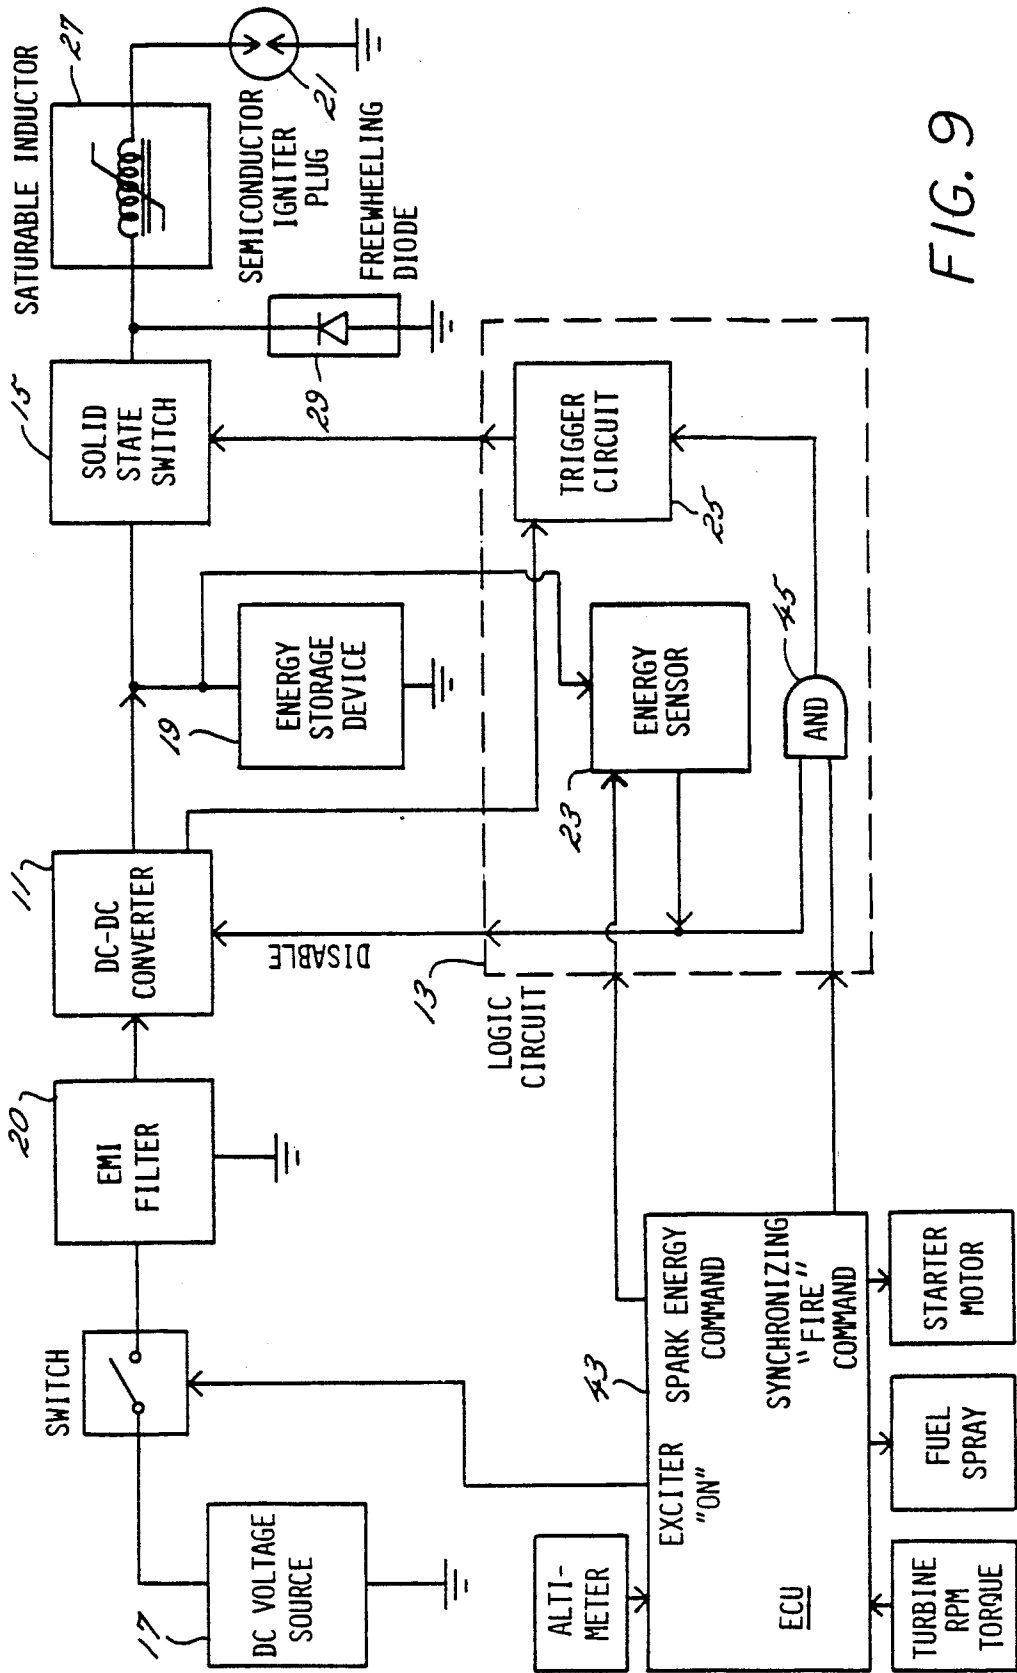 SATURABLE INDUCTOR
27
15
SOLID
STATE
SWITCH
11
DC-DC
CONVERTER
20
EMI
FILTER
SWITCH
17
DC VOLTAGE
SOURCE
21
SEMICONDUCTOR
IGNITER
PLUG
FREEWHEELING
DIODE
29
19
ENERGY
STORAGE
DEVICE
DISABLE
13
LOGIC
CIRCUIT
TRIGGER
CIRCUIT
25
ENERGY
SENSOR
23
AND
45
43
EXCITER
"ON"
SPARK ENERGY
COMMAND
SYNCHRONIZING
"FIRE"
COMMAND
ECU
ALTI-
METER
TURBINE
RPM
TORQUE
FUEL
SPRAY
STARTER
MOTOR
FIG. 9